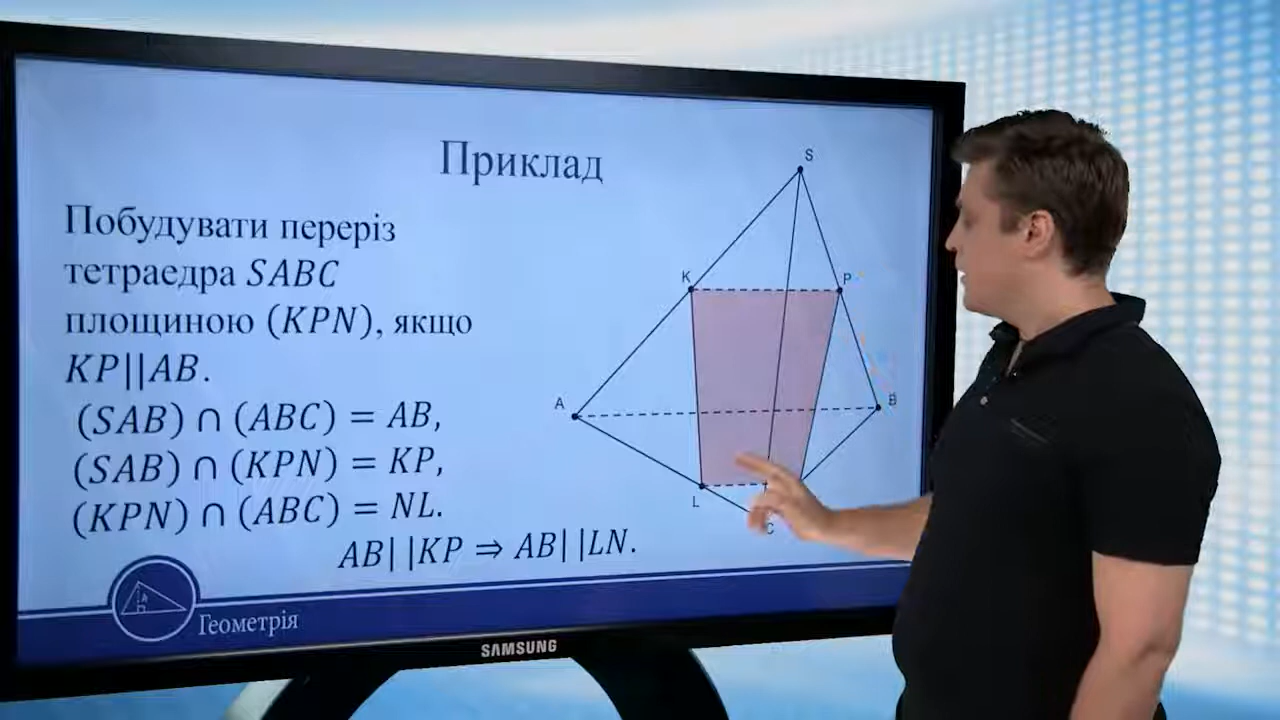 Приклад
Побудувати переріз
тетраедра SABC
площиною (KPN), якщо
KP||AB.
(SAB) ∩ (ABC) = AB,
(SAB) ∩ (KPN) = KP,
(KPN) ∩ (ABC) = NL.
AB||KP ⇒ AB||LN.
S
K
P
A
B
L
C
Геометрія
SAMSUNG